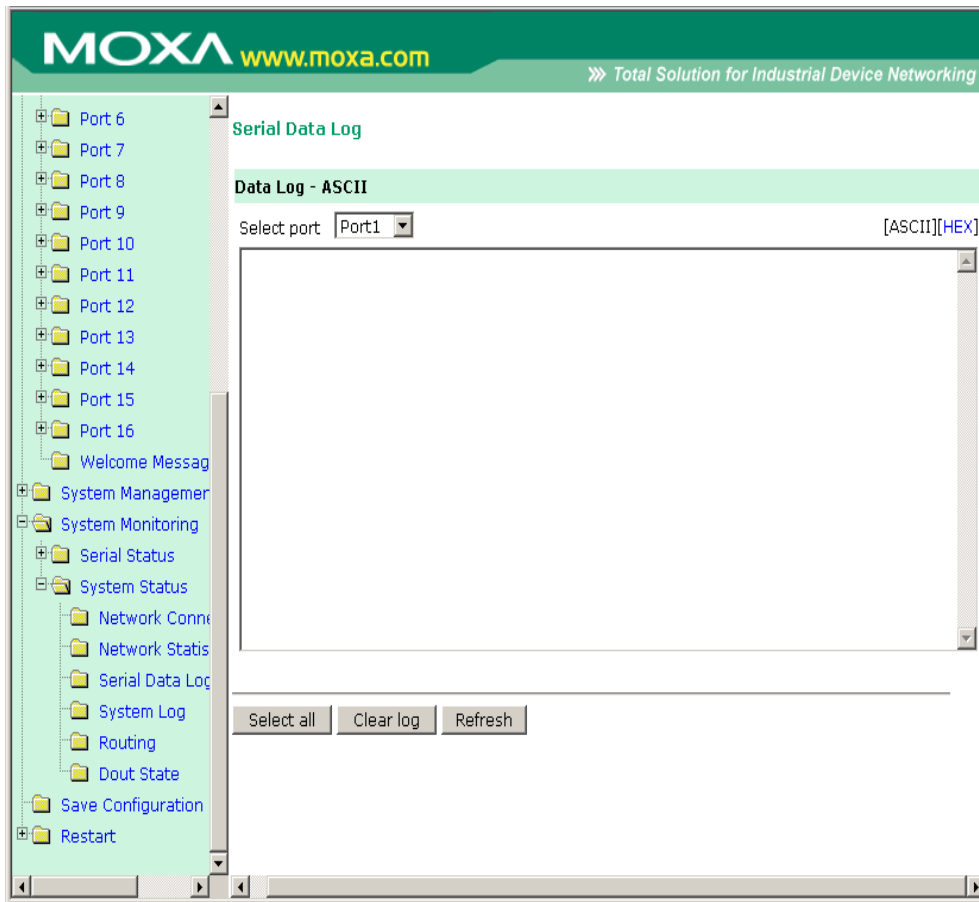 MOXA www.moxa.com
Total Solution for Industrial Device Networking
Port 6
Port 7
Port 8
Port 9
Port 10
Port 11
Port 12
Port 13
Port 14
Port 15
Port 16
Welcome Messag
System Managemer
System Monitoring
Serial Status
System Status
Network Conne
Network Statis
Serial Data Log
System Log
Routing
Dout State
Save Configuration
Restart
Serial Data Log
Data Log - ASCII
Select port Port1 [ASCII][HEX]
Select all Clear log Refresh